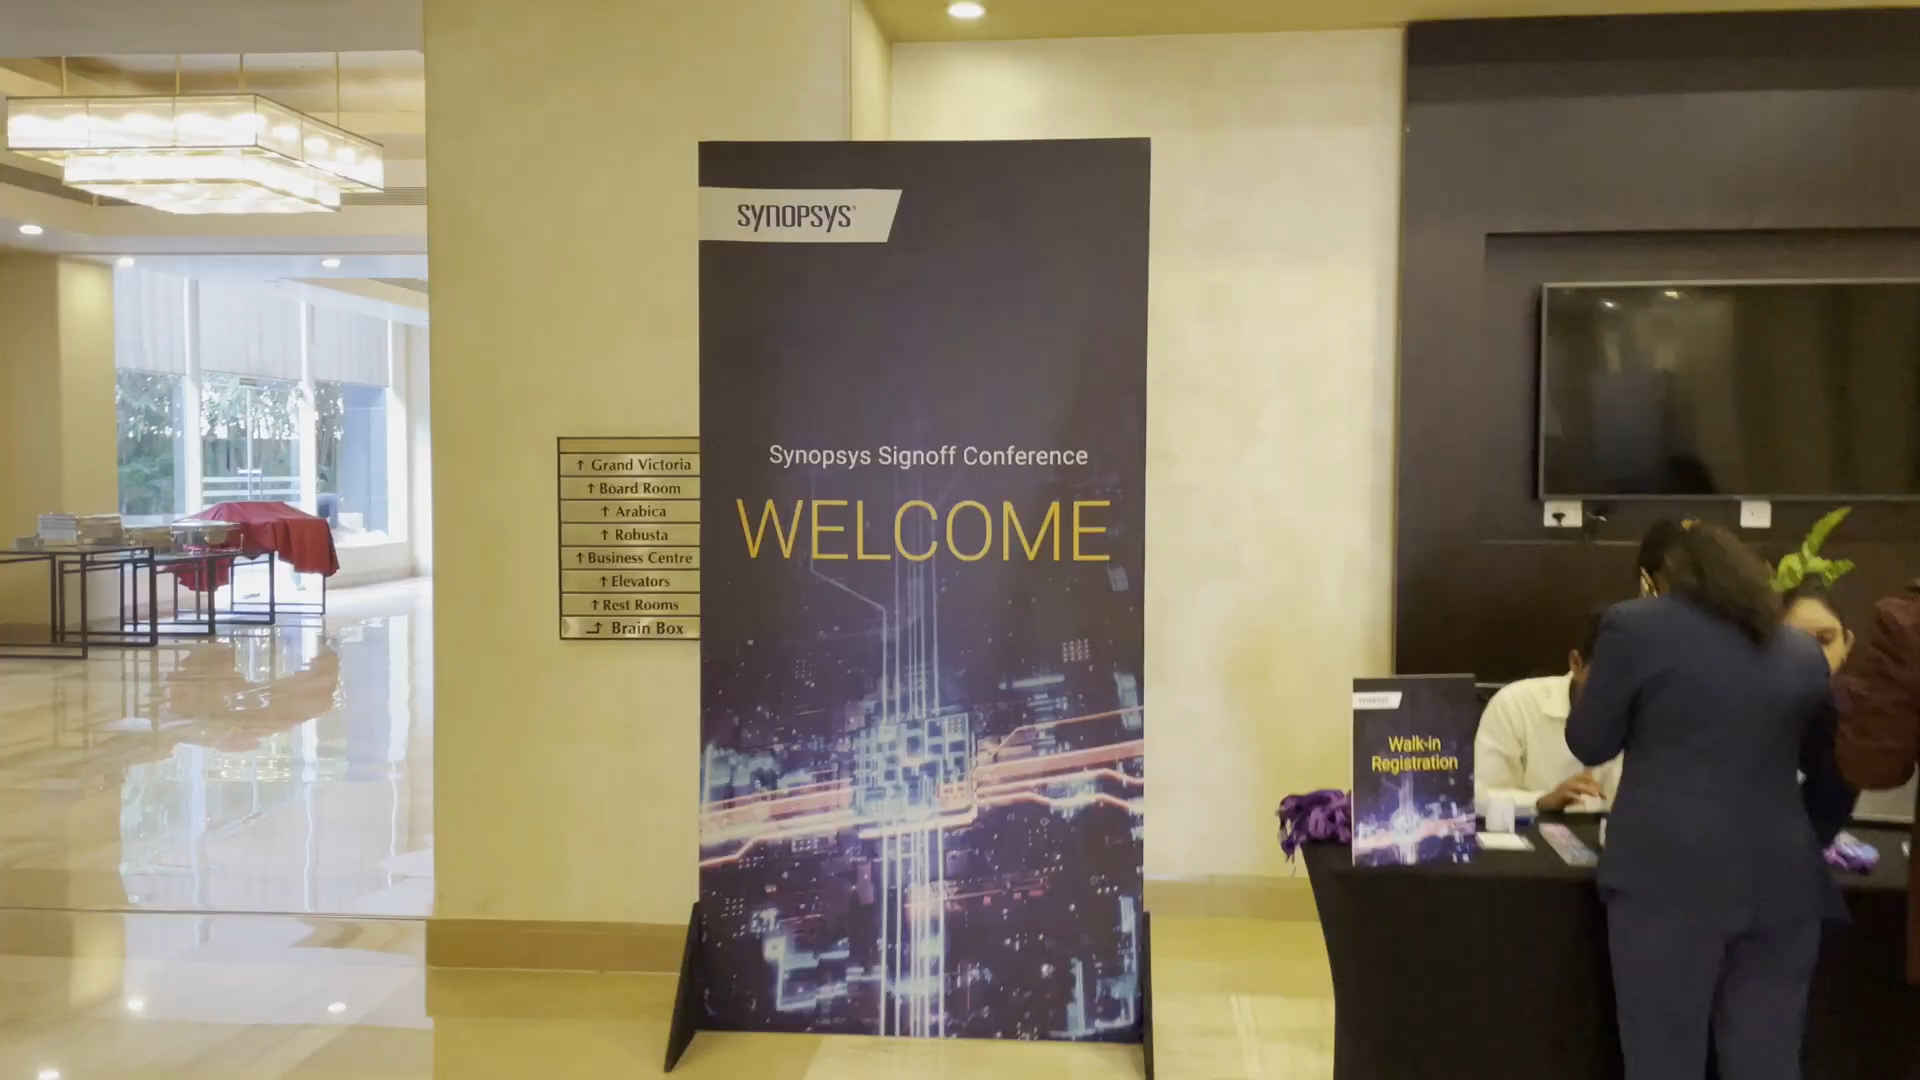 SYNOPSYS®
Synopsys Signoff Conference
WELCOME
↑ Grand Victoria
↑ Board Room
↑ Arabica
↑ Robusta
↑ Business Centre
↑ Elevators
↑ Rest Rooms
Brain Box
Walk-in
Registration